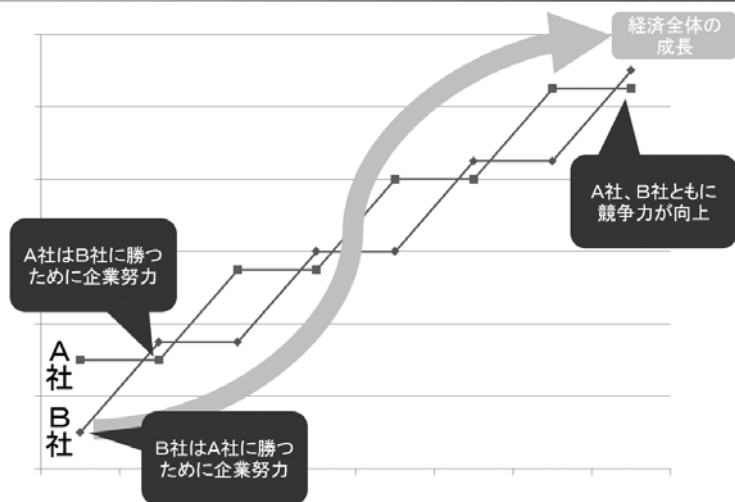 経済全体の
成長
A社、B社ともに
競争力が向上
A社はB社に勝つ
ために企業努力
A
社
B
社
B社はA社に勝つ
ために企業努力